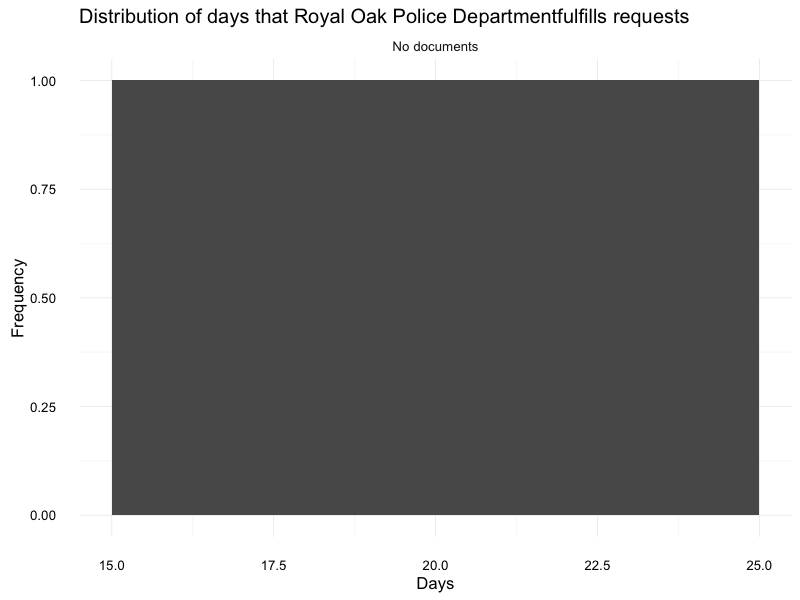 Distribution of days that Royal Oak Police Departmentfulfills requests
No documents
1.00
0.75
0.50
0.25
0.00
Frequency
15.0 17.5 20.0 22.5 25.0
Days